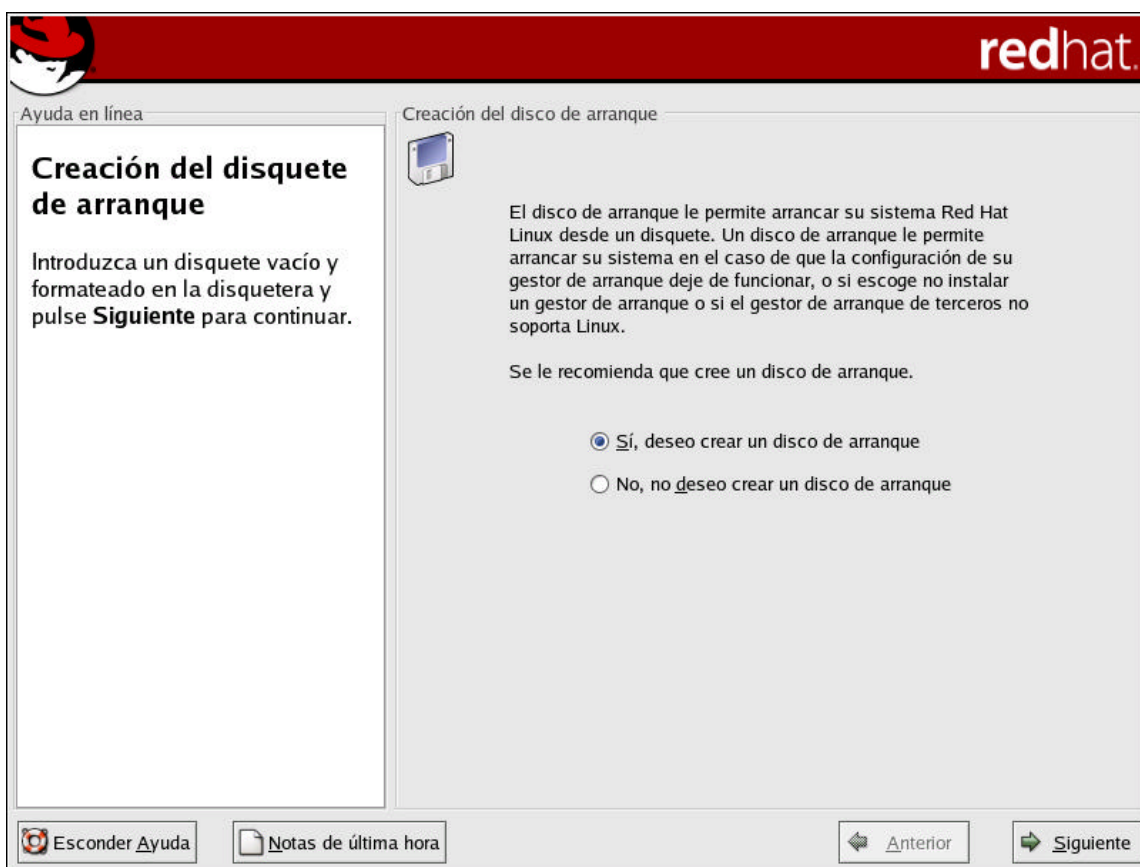 redhat.
Ayuda en línea
Creación del disquete
de arranque
Introduzca un disquete vacío y
formateado en la disquetera y
pulse Siguiente para continuar.
Creación del disco de arranque
El disco de arranque le permite arrancar su sistema Red Hat
Linux desde un disquete. Un disco de arranque le permite
arrancar su sistema en el caso de que la configuración de su
gestor de arranque deje de funcionar, o si escoge no instalar
un gestor de arranque o si el gestor de arranque de terceros no
soporta Linux.
Se le recomienda que cree un disco de arranque.
Sí, deseo crear un disco de arranque
No, no deseo crear un disco de arranque
Esconder Ayuda
Notas de última hora
Anterior
Siguiente